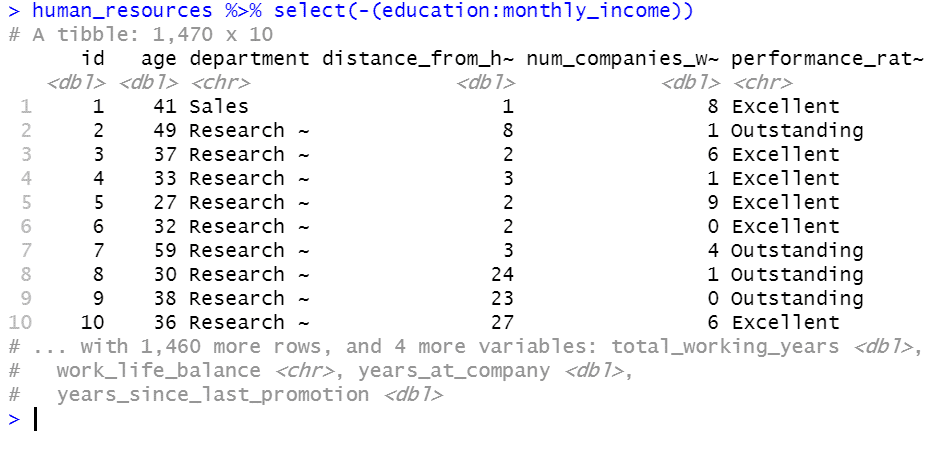 > human_resources %>% select(-(education:monthly_income))
# A tibble: 1,470 x 10
id age department distance_from_h~ num_companies_w~ performance_rat~
<dbl> <dbl> <chr> <dbl> <dbl> <chr>
1 1 41 Sales 1 8 Excellent
2 2 49 Research ~ 8 1 Outstanding
3 3 37 Research ~ 2 6 Excellent
4 4 33 Research ~ 3 1 Excellent
5 5 27 Research ~ 2 9 Excellent
6 6 32 Research ~ 2 0 Excellent
7 7 59 Research ~ 3 4 Outstanding
8 8 30 Research ~ 24 1 Outstanding
9 9 38 Research ~ 23 0 Outstanding
10 10 36 Research ~ 27 6 Excellent
# ... with 1,460 more rows, and 4 more variables: total_working_years <dbl>,
# work_life_balance <chr>, years_at_company <dbl>,
# years_since_last_promotion <dbl>
>